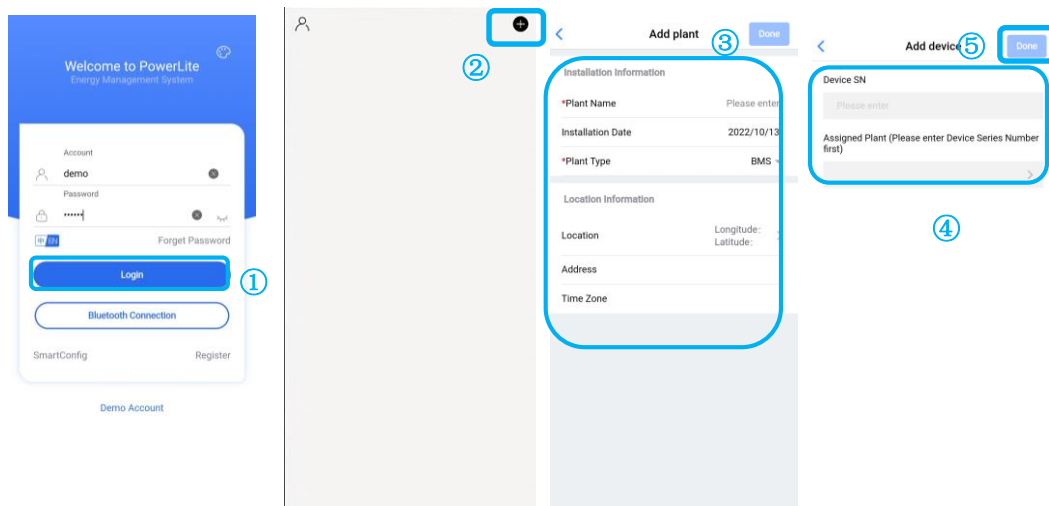 Welcome to PowerLite
Energy Management System
Account
demo
Password
••••••
中 EN
Forget Password
Login
①
Bluetooth Connection
SmartConfig
Register
Demo Account
②
Add plant
③
Done
Installation Information
*Plant Name
Please enter
Installation Date
2022/10/13
*Plant Type
BMS
Location Information
Location
Longitude:
Latitude:
Address
Time Zone
Add device
⑤
Done
Device SN
Please enter
Assigned Plant (Please enter Device Series Number
first)
④